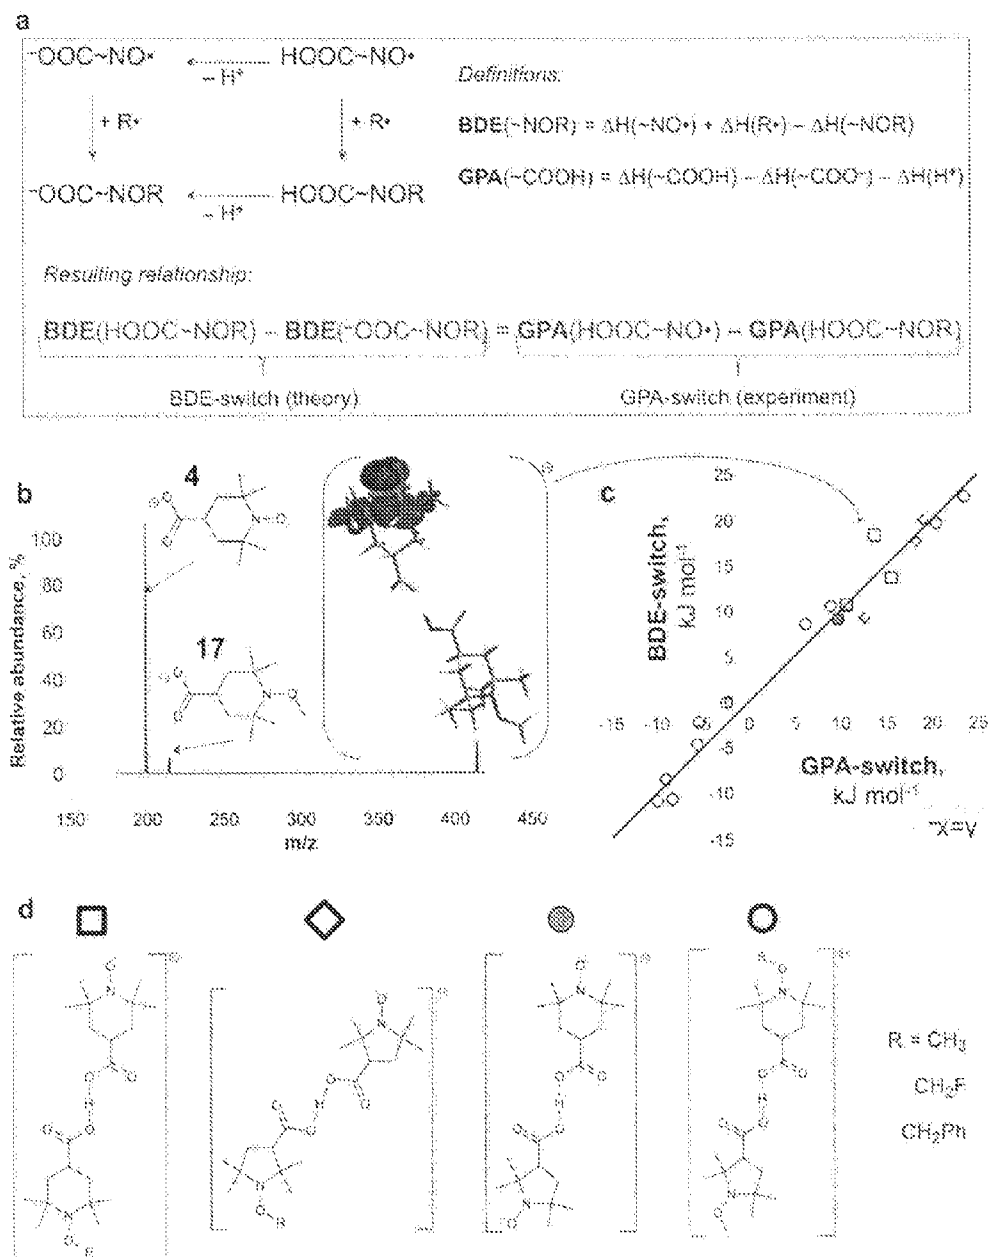 a
⁻OOC~NO• – H⁺ HOOC~NO•
Definitions:
+ R• + R•
BDE(~NOR) = ΔH(~NO•) + ΔH(R•) – ΔH(~NOR)
GPA(~COOH) = ΔH(~COOH) – ΔH(~COO⁻) – ΔH(H⁺)
⁻OOC~NOR – H⁺ HOOC~NOR
Resulting relationship:
BDE(HOOC~NOR) – BDE(⁻OOC~NOR) = GPA(HOOC~NO•) – GPA(HOOC~NOR)
BDE-switch (theory) GPA-switch (experiment)
b
4
17
Relative abundance, %
100
80
60
40
20
0
150 200 250 300 350 400 450
m/z
c
BDE-switch,
kJ mol⁻¹
25
20
15
10
5
0
-5
-10
-15
-15 -10 -5 0 5 10 15 20 25
GPA-switch,
kJ mol⁻¹
d
R = CH₃
CH₂F
CH₂Ph